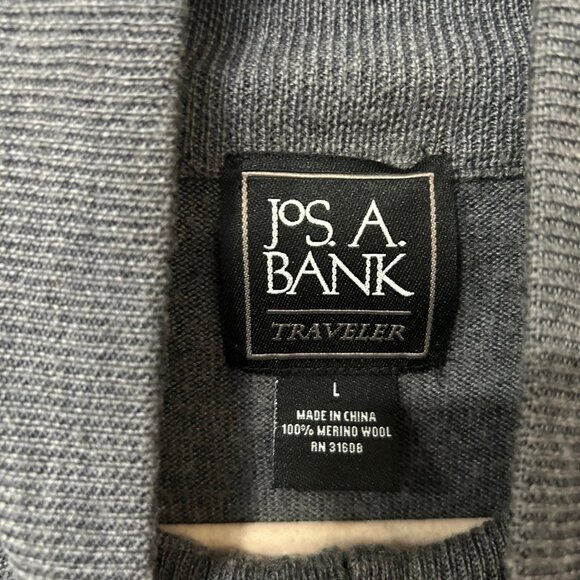 JoS. A.
BANK
TRAVELER
L
MADE IN CHINA
100% MERINO WOOL
RN 31608